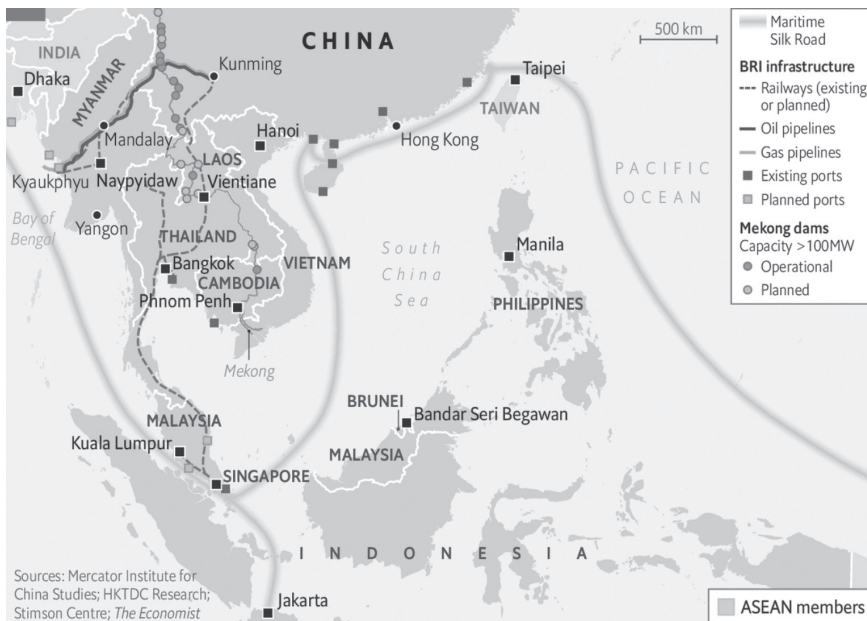 CHINA
INDIA
Dhaka
MYANMAR
Kunming
Mandalay
Hanoi
Hong Kong
Taipei
TAIWAN
Kyaukphyu
Naypyidaw
LAOS
Vientiane
Bay of
Bengal
Yangon
THAILAND
Bangkok
CAMBODIA
VIETNAM
Phnom Penh
Mekong
South
China
Sea
PACIFIC
OCEAN
Manila
PHILIPPINES
BRUNEI
Bandar Seri Begawan
MALAYSIA
MALAYSIA
Kuala Lumpur
SINGAPORE
INDONESIA
Jakarta
500 km
Maritime
Silk Road
BRI infrastructure
Railways (existing
or planned)
Oil pipelines
Gas pipelines
Existing ports
Planned ports
Mekong dams
Capacity >100MW
Operational
Planned
Sources: Mercator Institute for
China Studies; HKTDC Research;
Stimson Centre; The Economist
ASEAN members